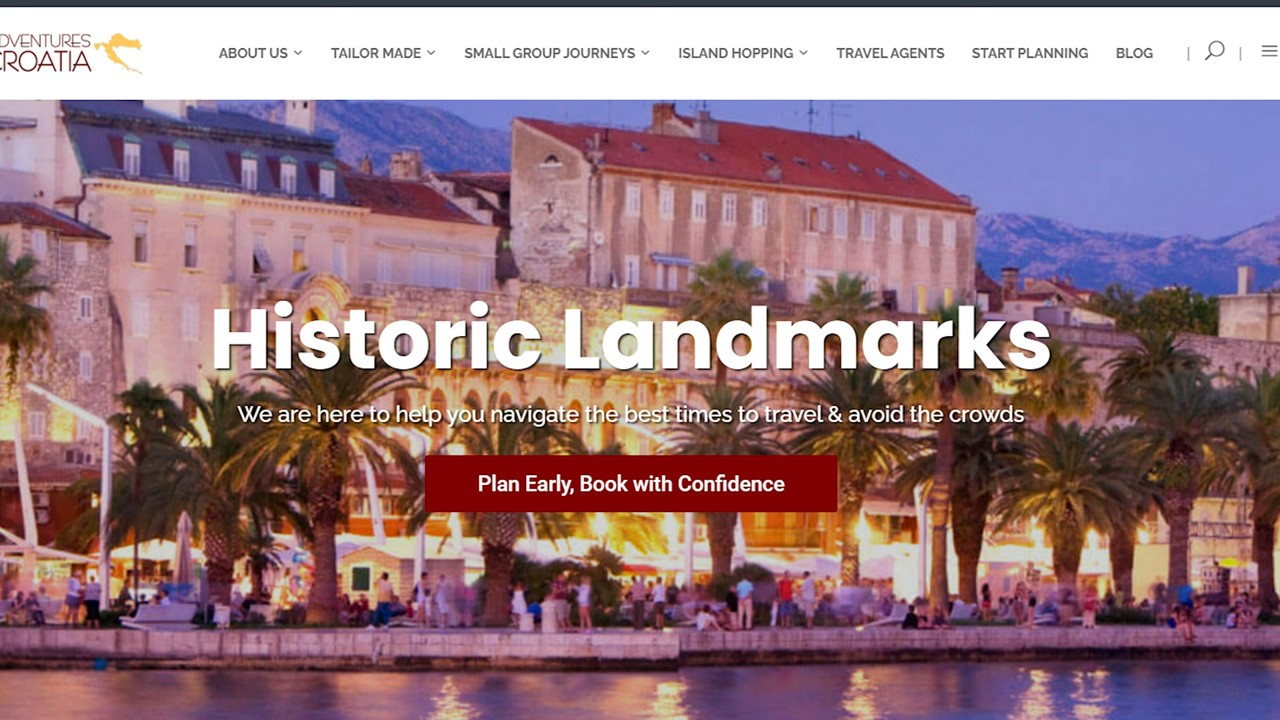 DVENTURES
CROATIA
ABOUT US
TAILOR MADE
SMALL GROUP JOURNEYS
ISLAND HOPPING
TRAVEL AGENTS
START PLANNING
BLOG
Historic Landmarks
We are here to help you navigate the best times to travel & avoid the crowds
Plan Early, Book with Confidence